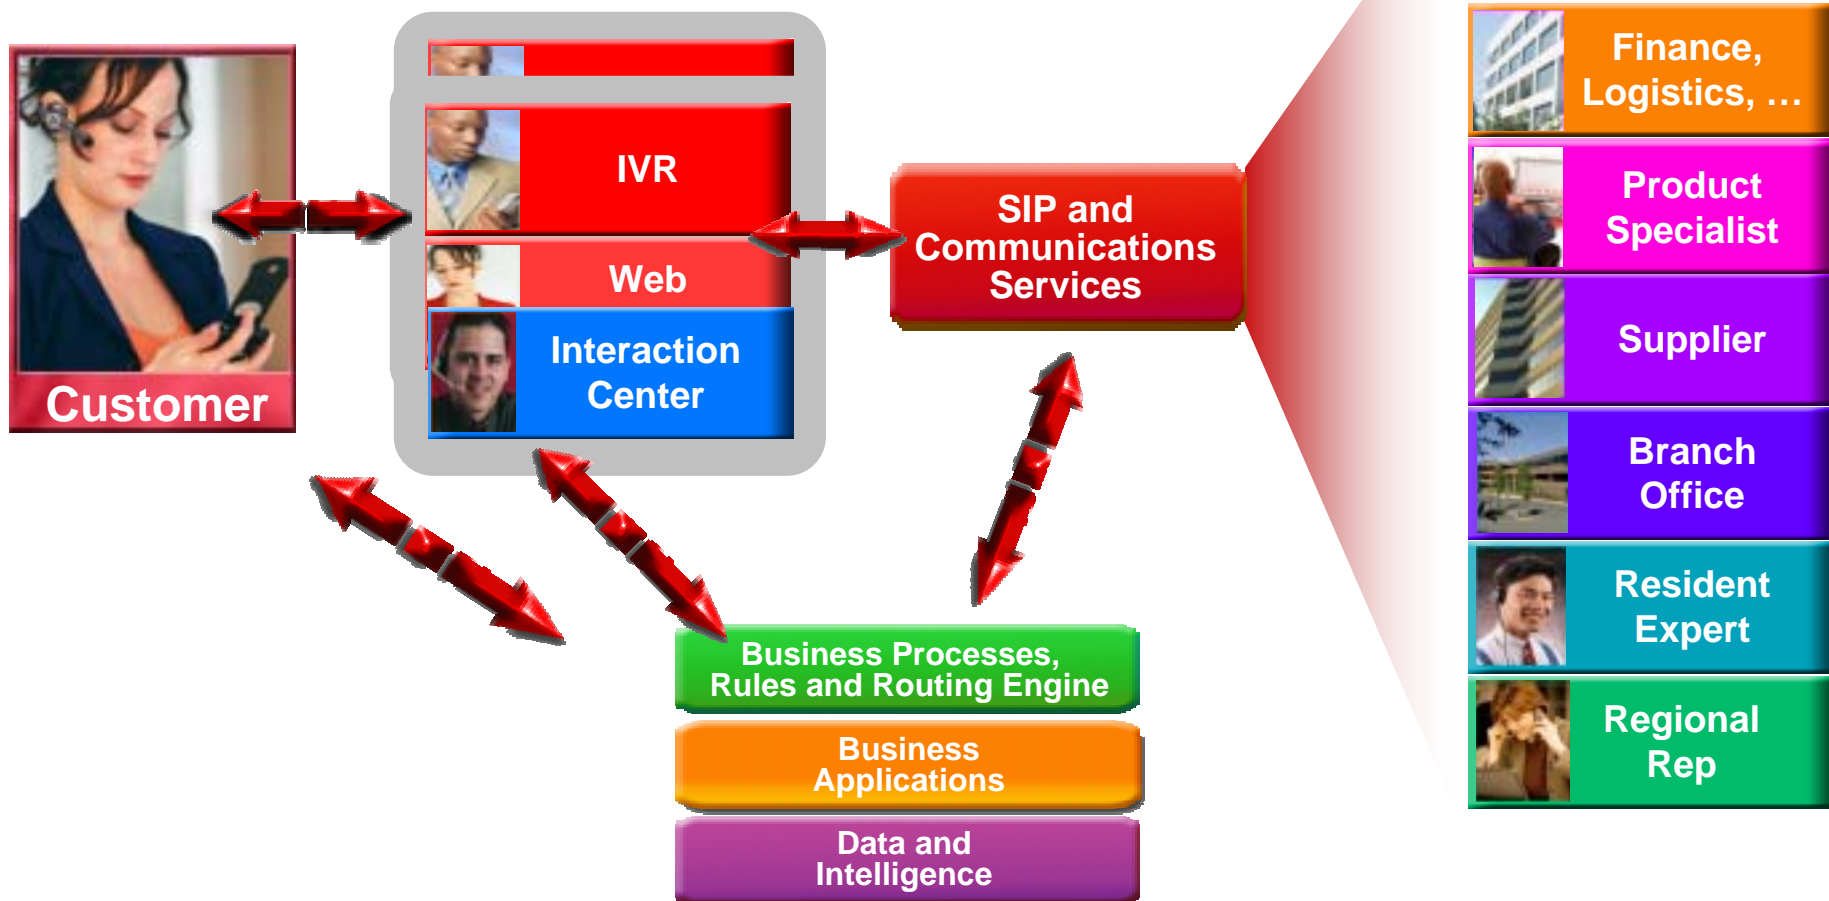 Customer
IVR
Web
Interaction
Center
SIP and
Communications
Services
Business Processes,
Rules and Routing Engine
Business
Applications
Data and
Intelligence
Finance,
Logistics, ...
Product
Specialist
Supplier
Branch
Office
Resident
Expert
Regional
Rep